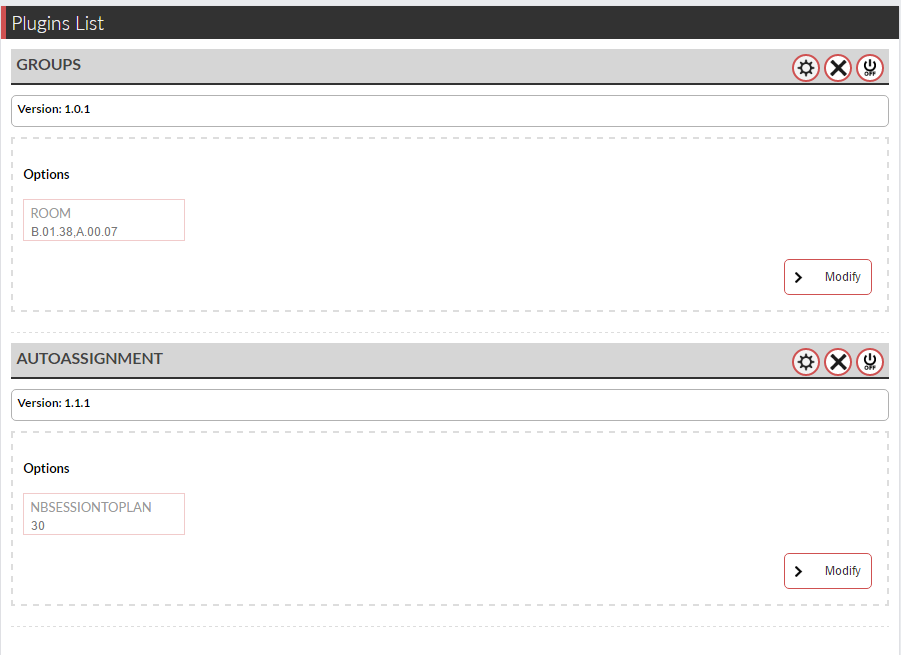 Plugins List
GROUPS
OFF
Version: 1.0.1
Options
ROOM
B.01.38,A.00.07
Modify
AUTOASSIGNMENT
OFF
Version: 1.1.1
Options
NBSESSIONTOPLAN
30
Modify